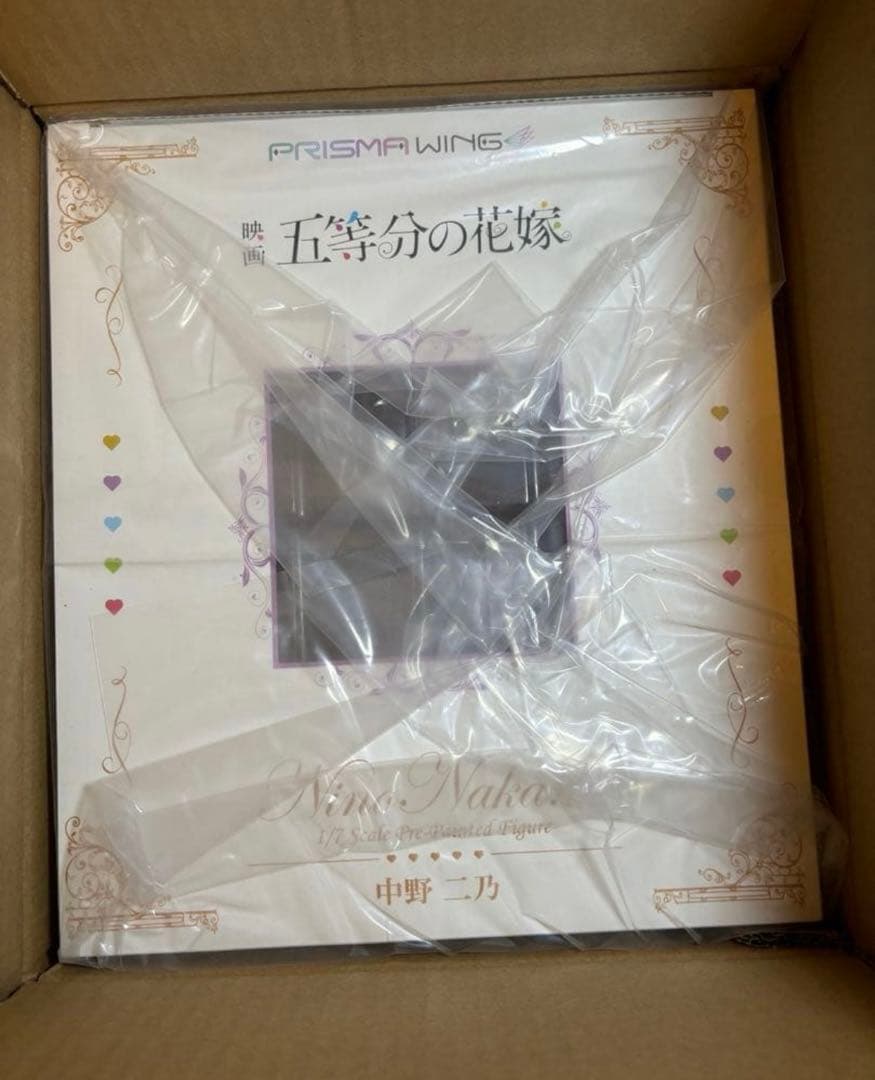 PRISMA WING
映画 五等分の花嫁
Nino
1/7 Scale Pre-Painted Figure
中野 二乃